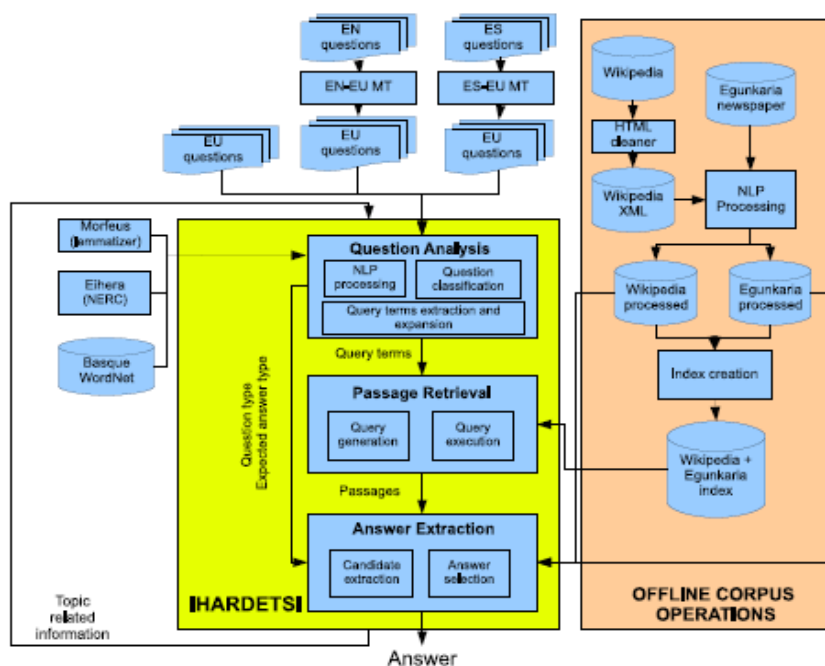 EN
questions
ES
questions
EN-EU MT
ES-EU MT
EU
questions
EU
questions
EU
questions
Wikipedia
Egunkaria
newspaper
HTML
cleaner
Wikipedia
XML
NLP
Processing
Wikipedia
processed
Egunkaria
processed
Index creation
Wikipedia +
Egunkaria
index
OFFLINE CORPUS
OPERATIONS
Morfeus
(lemmatizer)
Eihera
(NERC)
Basque
WordNet
Question Analysis
NLP
processing
Question
classification
Query terms extraction and
expansion
Query terms
Question type
Expected answer type
Passage Retrieval
Query
generation
Query
execution
Passages
Answer Extraction
Candidate
extraction
Answer
selection
IHARDETSI
Topic
related
information
Answer